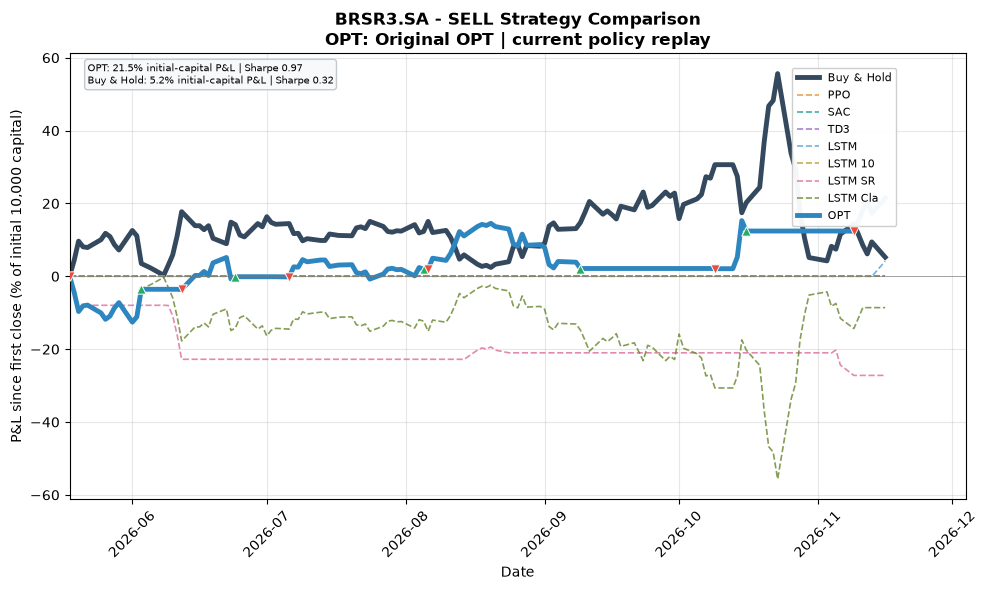 BRSR3.SA - SELL Strategy Comparison
OPT: Original OPT | current policy replay
OPT: 21.5% initial-capital P&L | Sharpe 0.97
Buy & Hold: 5.2% initial-capital P&L | Sharpe 0.32
Buy & Hold
PPO
SAC
TD3
LSTM
LSTM 10
LSTM SR
LSTM Cla
OPT
P&L since first close (% of initial 10,000 capital)
60
40
20
0
−20
−40
−60
2026-06
2026-07
2026-08
2026-09
2026-10
2026-11
2026-12
Date